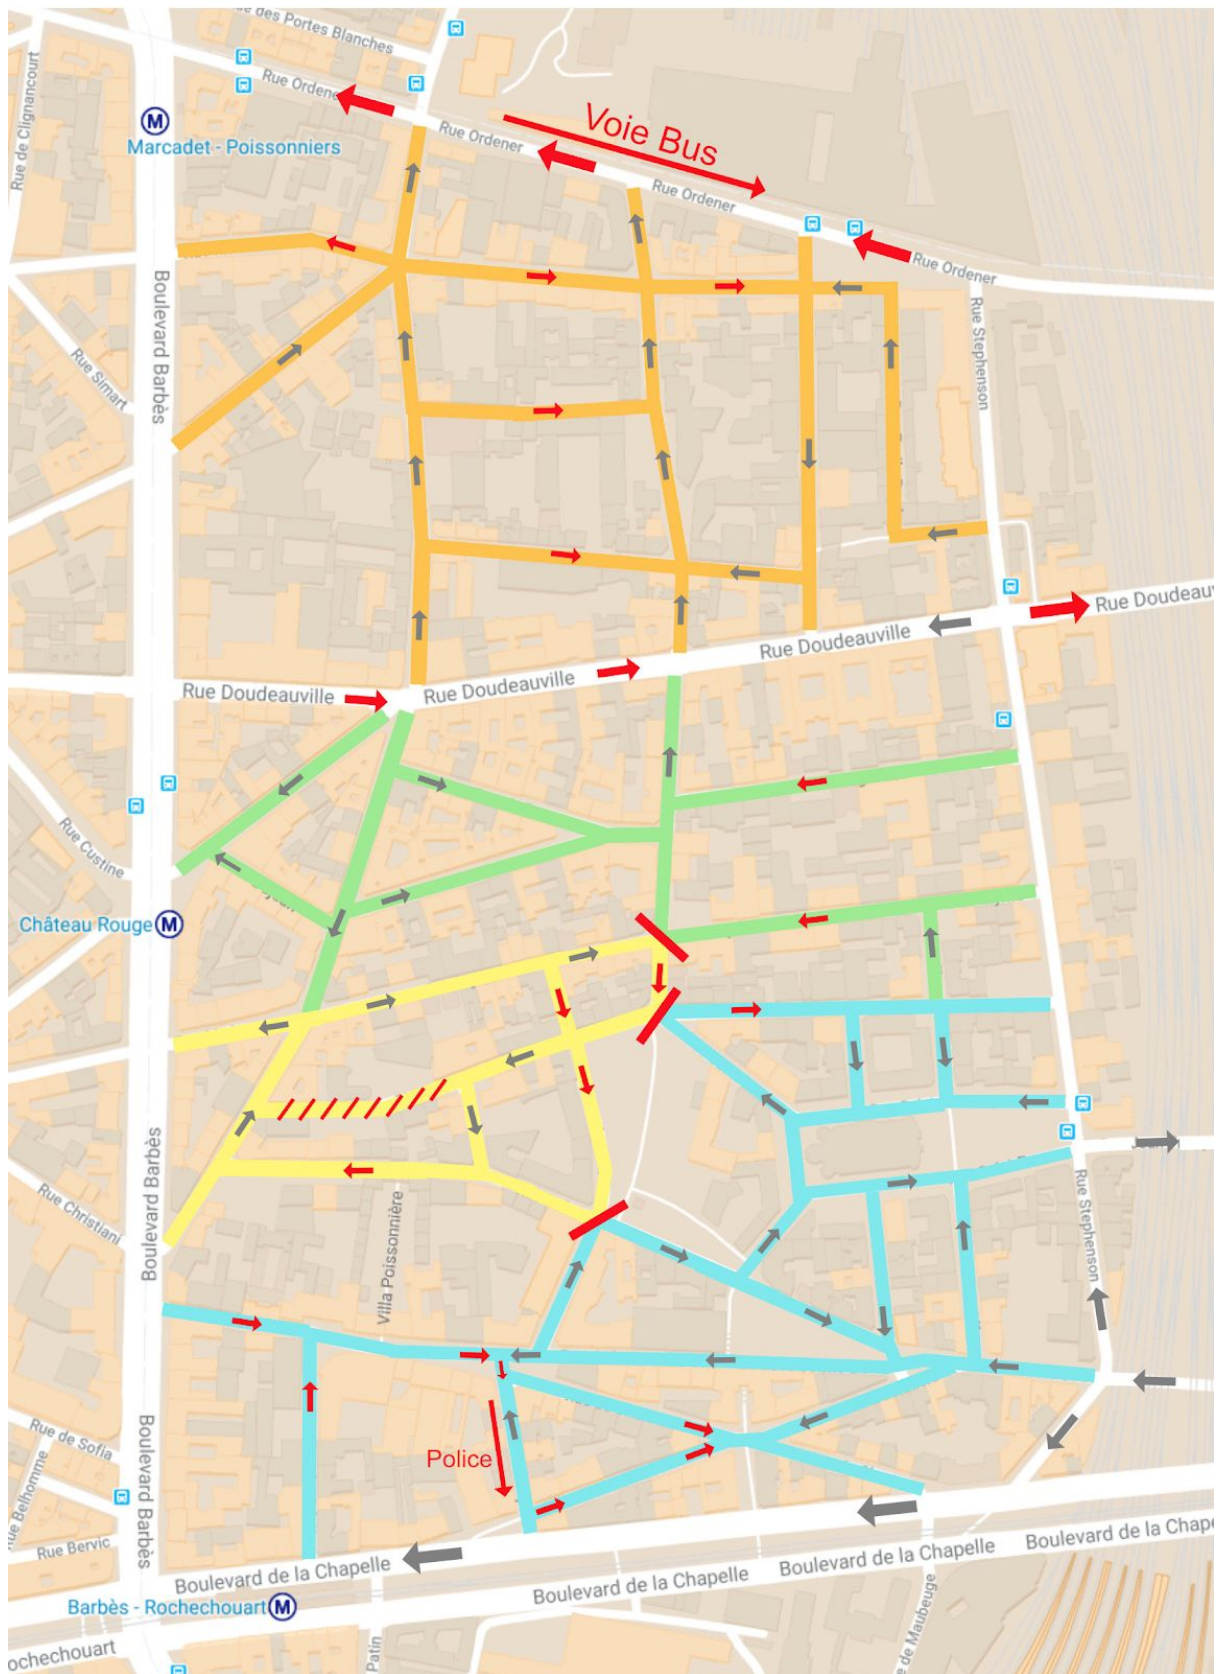 des Portes Blanches
Rue Ordener
Rue de Clignancourt
Voie Bus
Marcadet - Poissonniers
Rue Ordener
Rue Ordener
Rue Ordener
Boulevard Barbès
Rue Simart
Rue Stephenson
Rue Doudeauv
Rue Doudeauville
Rue Doudeauville
Rue Doudeauville
Rue Custine
Château Rouge
Boulevard Barbès
Rue Christiani
Villa Poissonnière
Rue Stephenson
Rue de Sofia
Boulevard Barbès
Police
Rue Belhomme
Rue Bervic
Boulevard de la Chapelle
Boulevard de la Chapelle
Boulevard de la Chapelle
Boulevard de la Chape
Barbès - Rochechouart
ochechouart
Patin
e de Maubeuge